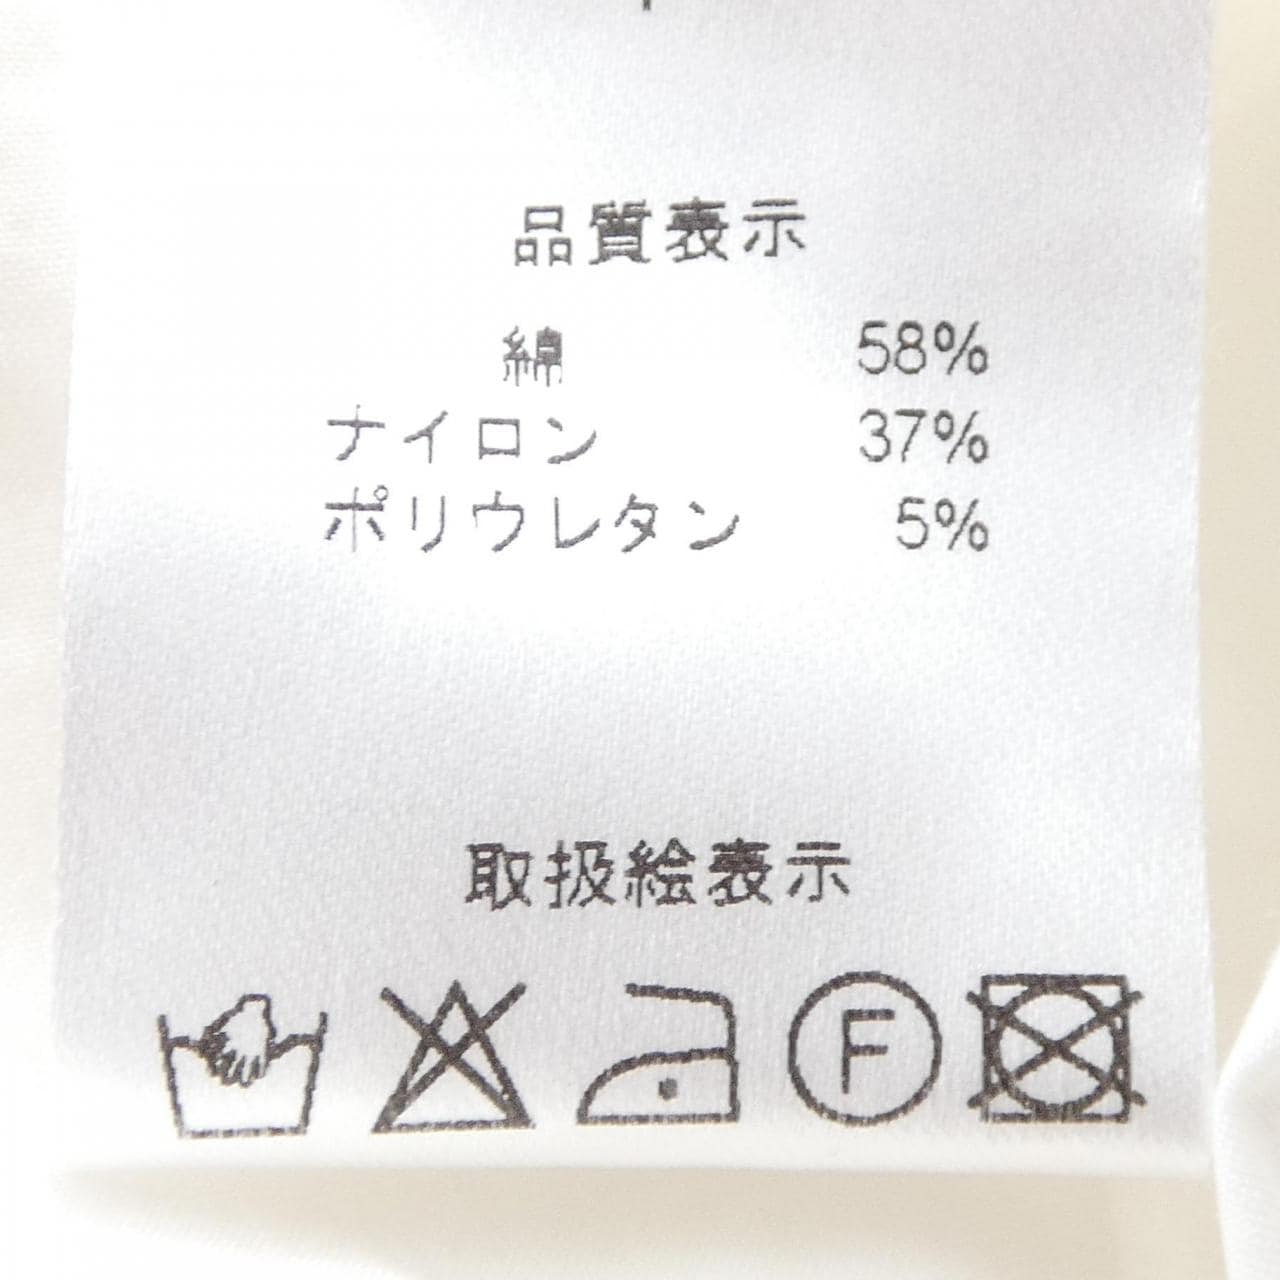 品質表示
綿 58%
ナイロン 37%
ポリウレタン 5%
取扱絵表示
F